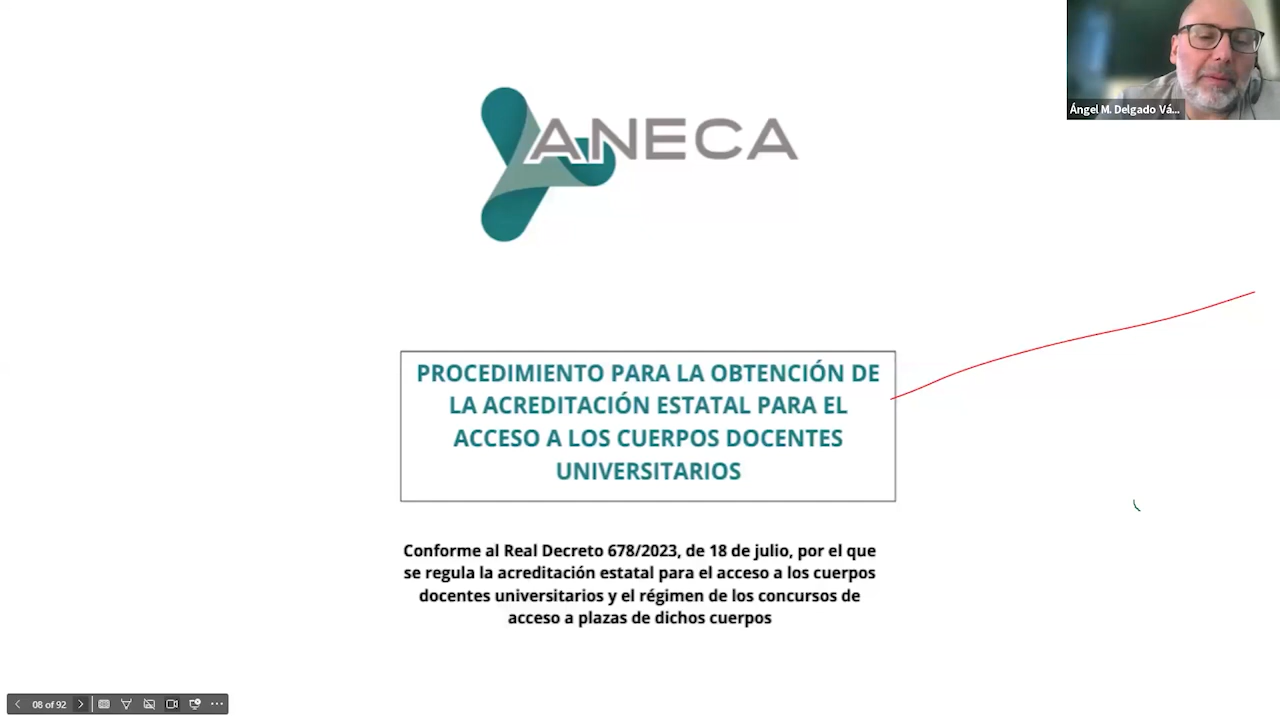 Ángel M. Delgado Vá...
ANECA
PROCEDIMIENTO PARA LA OBTENCIÓN DE
LA ACREDITACIÓN ESTATAL PARA EL
ACCESO A LOS CUERPOS DOCENTES
UNIVERSITARIOS
Conforme al Real Decreto 678/2023, de 18 de julio, por el que
se regula la acreditación estatal para el acceso a los cuerpos
docentes universitarios y el régimen de los concursos de
acceso a plazas de dichos cuerpos
08 of 92